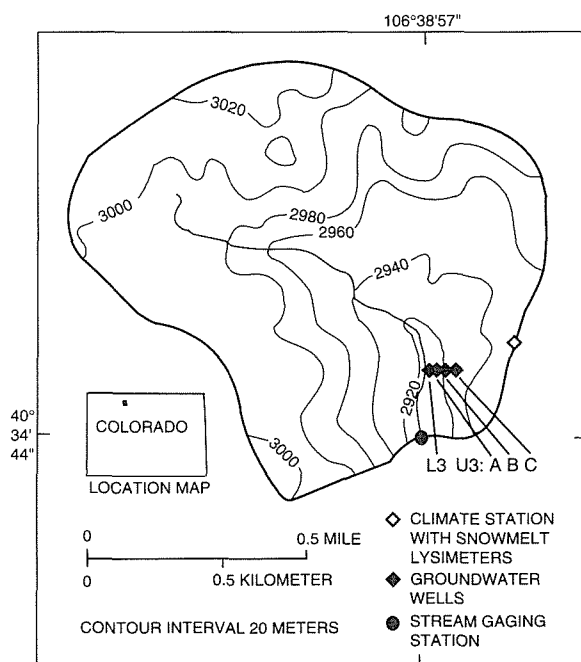 106°38'57"
3020
3000
2980
2960
2940
2920
40°
34'
44"
COLORADO
LOCATION MAP
3000
L3 U3: A B C
0 0.5 MILE
0 0.5 KILOMETER
CONTOUR INTERVAL 20 METERS
CLIMATE STATION
WITH SNOWMELT
LYSIMETERS
GROUNDWATER
WELLS
STREAM GAGING
STATION